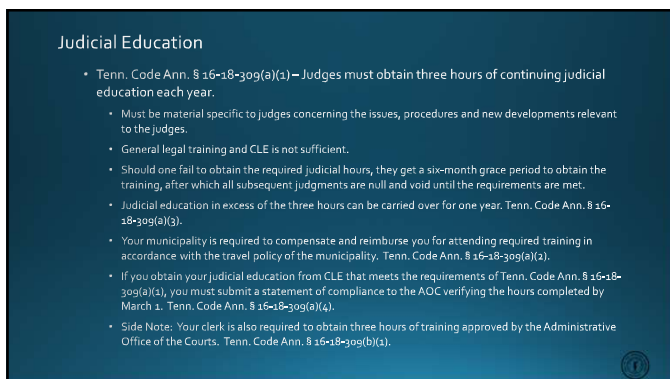 Judicial Education
• Tenn. Code Ann. § 16-18-309(a)(1) – Judges must obtain three hours of continuing judicial
education each year.
• Must be material specific to judges concerning the issues, procedures and new developments relevant
to the judges.
• General legal training and CLE is not sufficient.
• Should one fail to obtain the required judicial hours, they get a six-month grace period to obtain the
training, after which all subsequent judgments are null and void until the requirements are met.
• Judicial education in excess of the three hours can be carried over for one year. Tenn. Code Ann. § 16-
18-309(a)(3).
• Your municipality is required to compensate and reimburse you for attending required training in
accordance with the travel policy of the municipality. Tenn. Code Ann. § 16-18-309(a)(2).
• If you obtain your judicial education from CLE that meets the requirements of Tenn. Code Ann. § 16-18-
309(a)(1), you must submit a statement of compliance to the AOC verifying the hours completed by
March 1. Tenn. Code Ann. § 16-18-309(a)(4).
• Side Note: Your clerk is also required to obtain three hours of training approved by the Administrative
Office of the Courts. Tenn. Code Ann. § 16-18-309(b)(1).